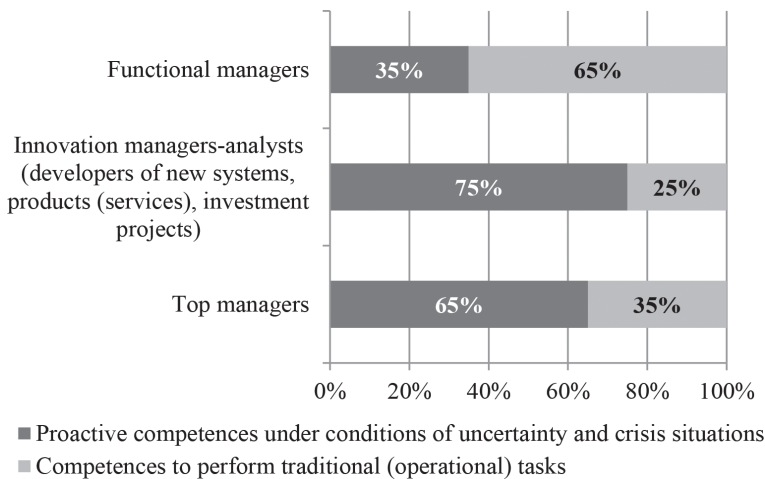 Functional managers
35% 65%
Innovation managers-analysts
(developers of new systems,
products (services), investment
projects)
75% 25%
Top managers
65% 35%
0% 20% 40% 60% 80% 100%
Proactive competences under conditions of uncertainty and crisis situations
Competences to perform traditional (operational) tasks